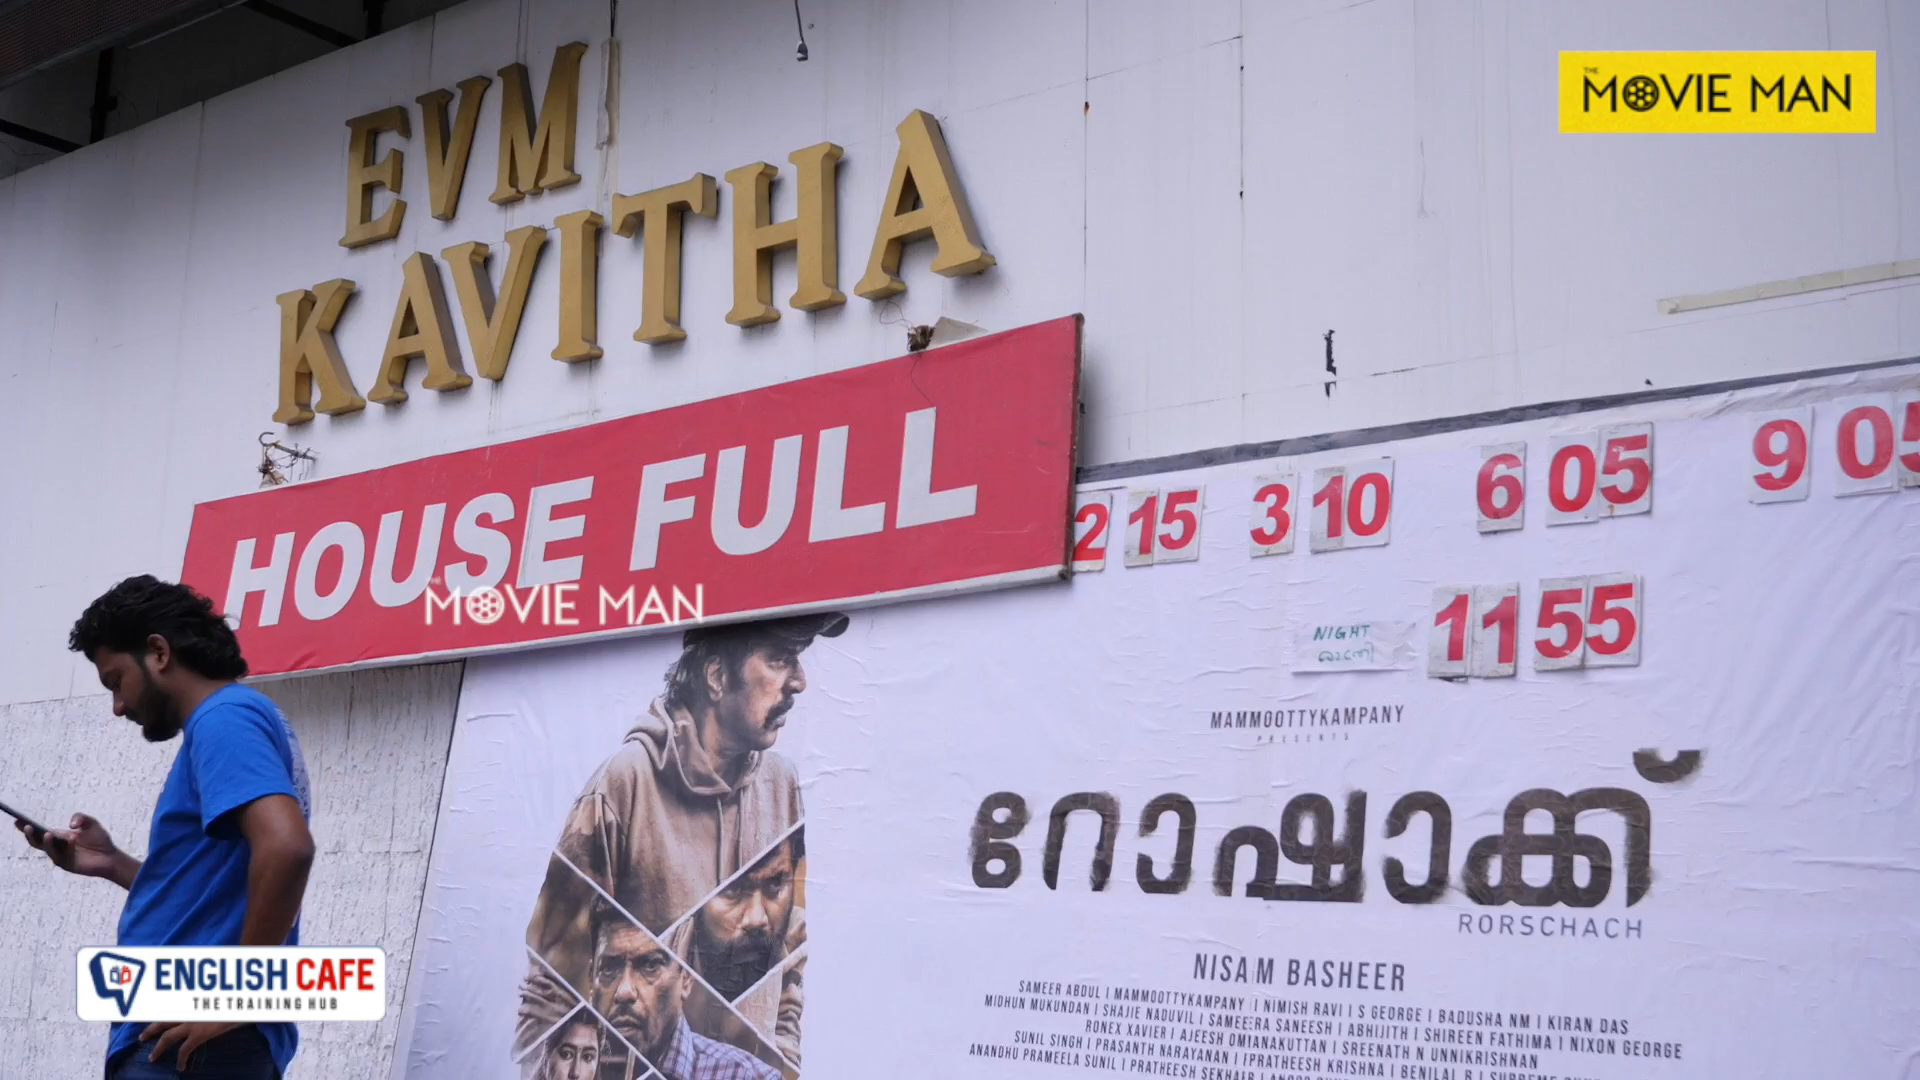 THE MOVIE MAN
EVM
KAVITHA
HOUSE FULL
THE MOVIE MAN
2 15 3 10 6 05 9 05
NIGHT
രാത്രി
11 55
MAMMOOTTYKAMPANY
PRESENTS
റോഷാക്ക്
RORSCHACH
NISAM BASHEER
SAMEER ABDUL | MAMMOOTTYKAMPANY | NIMISH RAVI | S GEORGE | BADUSHA NM | KIRAN DAS
MIDHUN MUKUNDAN | SHAJIE NADUVIL | SAMEERA SANEESH | ABHIJITH | SHIREEN FATHIMA | NIXON GEORGE
RONEX XAVIER | AJEESH OMANAKUTTAN | SREENATH N UNNIKRISHNAN
SUNIL SINGH | PRASANTH NARAYANAN | PRATHEESH KRISHNA | BENILAL B |
ANANDHU PRAMEELA SUNIL | PRATHEESH SEKHAR |
ENGLISH CAFE
THE TRAINING HUB